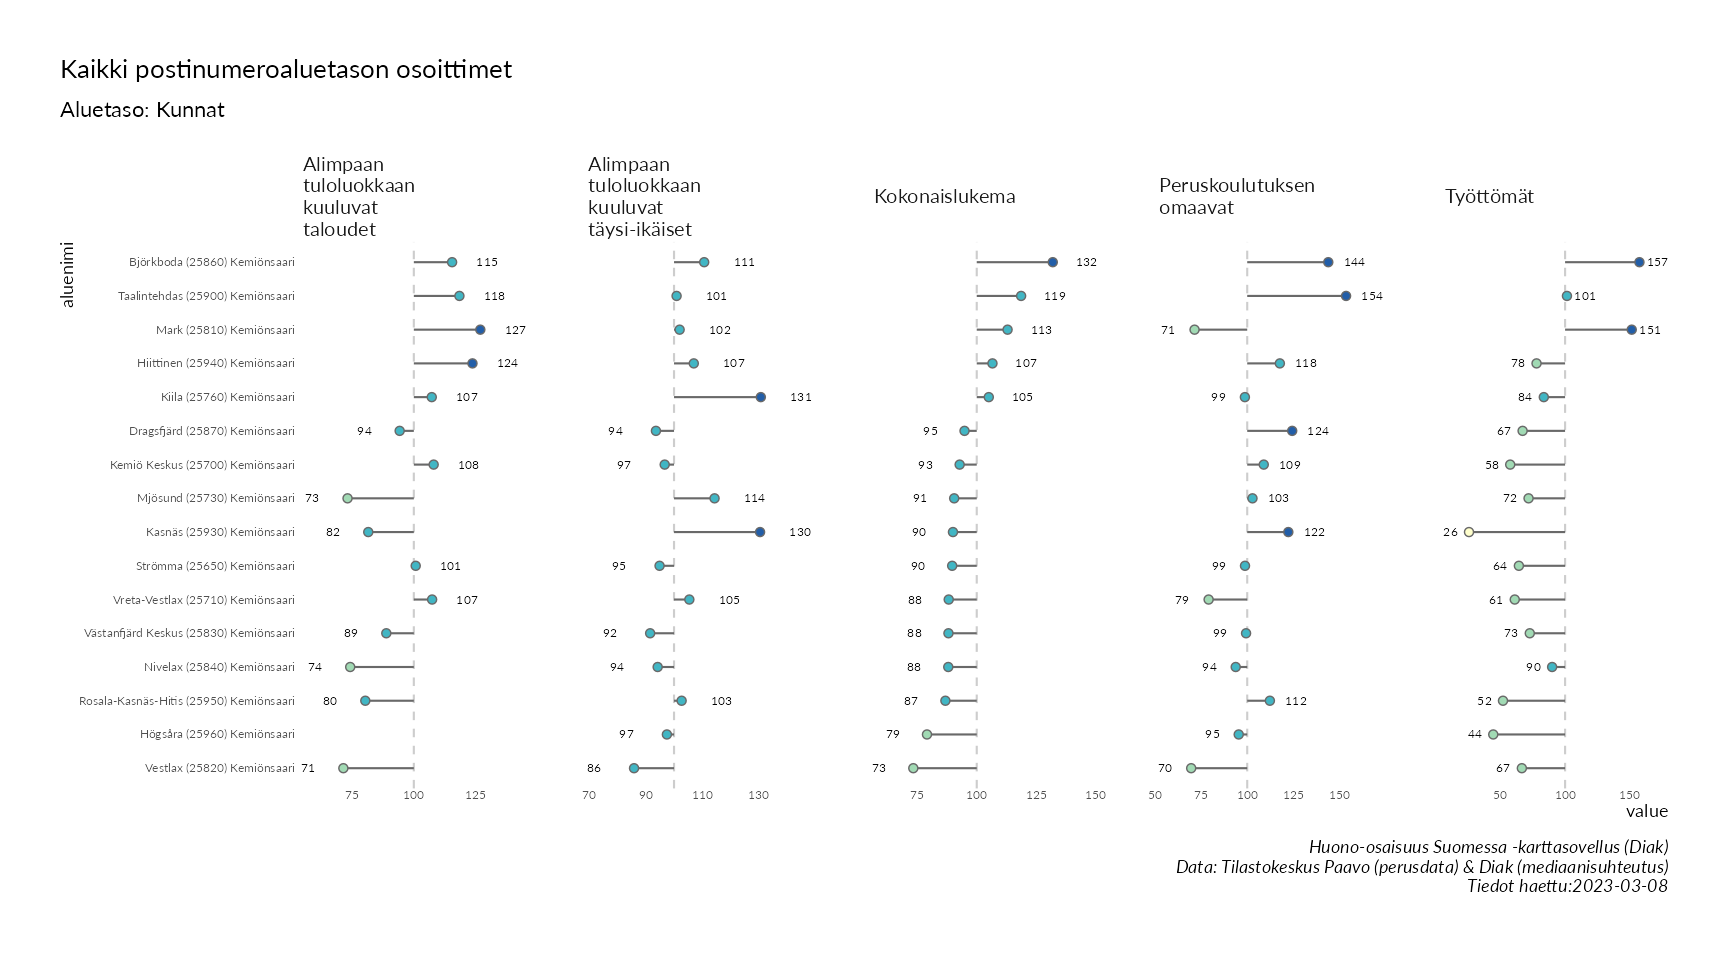 Kaikki postinumeroaluetason osoittimet
Aluetaso: Kunnat
Alimpaan
tuloluokkaan
kuuluvat
taloudet
Alimpaan
tuloluokkaan
kuuluvat
täysi-ikäiset
Kokonaislukema
Peruskoulutuksen
omaavat
Työttömät
aluenimi
Björkboda (25860) Kemiönsaari 115 111 132 144 157
Taalintehdas (25900) Kemiönsaari 118 101 119 154 101
Mark (25810) Kemiönsaari 127 102 113 71 151
Hiittinen (25940) Kemiönsaari 124 107 107 118 78
Kiila (25760) Kemiönsaari 107 131 105 99 84
Dragsfjärd (25870) Kemiönsaari 94 94 95 124 67
Kemiö Keskus (25700) Kemiönsaari 108 97 93 109 58
Mjösund (25730) Kemiönsaari 73 114 91 103 72
Kasnäs (25930) Kemiönsaari 82 130 90 122 26
Strömma (25650) Kemiönsaari 101 95 90 99 64
Vreta-Vestlax (25710) Kemiönsaari 107 105 88 79 61
Västanfjärd Keskus (25830) Kemiönsaari 89 92 88 99 73
Nivelax (25840) Kemiönsaari 74 94 88 94 90
Rosala-Kasnäs-Hitis (25950) Kemiönsaari 80 103 87 112 52
Högsåra (25960) Kemiönsaari 97 79 95 44
Vestlax (25820) Kemiönsaari 71 86 73 70 67
75 100 125 70 90 110 130 75 100 125 150 50 75 100 125 150 50 100 150
value
Huono-osaisuus Suomessa -karttasovellus (Diak)
Data: Tilastokeskus Paavo (perusdata) & Diak (mediaanisuhteutus)
Tiedot haettu:2023-03-08